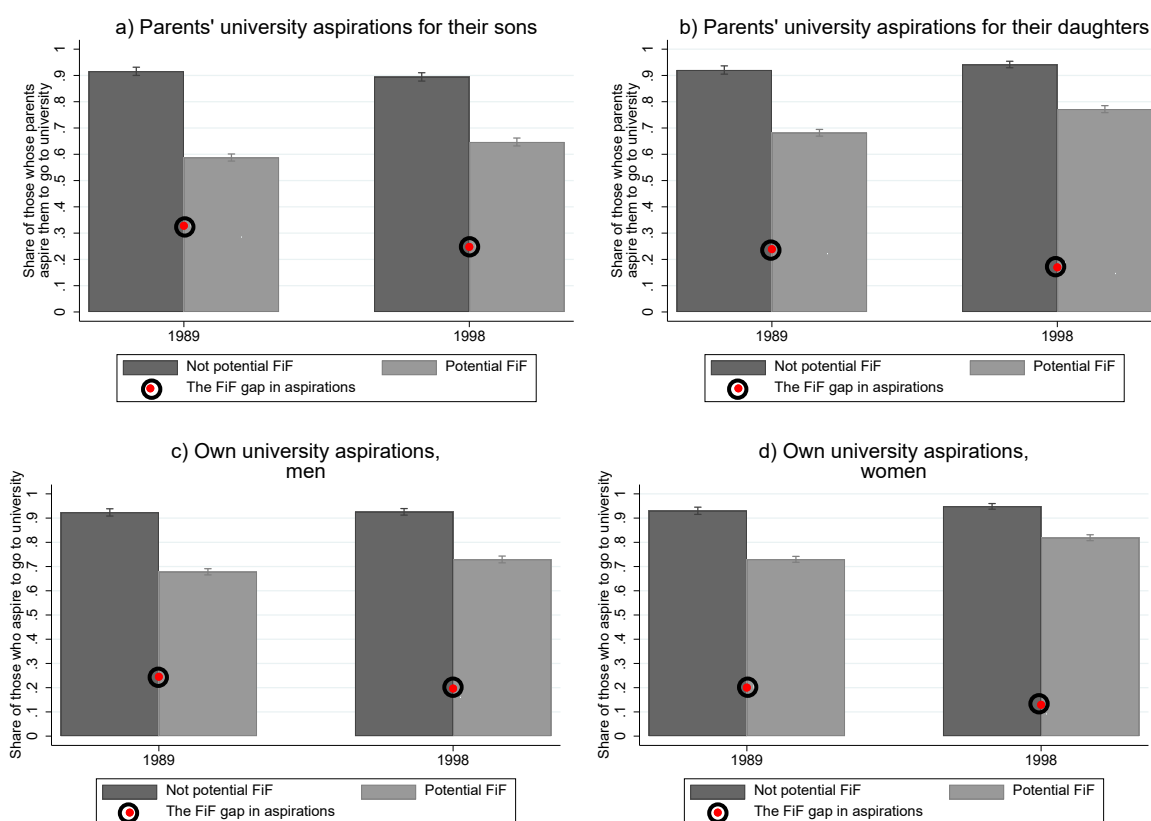 a) Parents' university aspirations for their sons
Share of those whose parents
aspire them to go to university
1
.9
.8
.7
.6
.5
.4
.3
.2
.1
0
1989
1998
Not potential FiF
Potential FiF
The FiF gap in aspirations
b) Parents' university aspirations for their daughters
Share of those whose parents
aspire them to go to university
1
.9
.8
.7
.6
.5
.4
.3
.2
.1
0
1989
1998
Not potential FiF
Potential FiF
The FiF gap in aspirations
c) Own university aspirations,
men
Share of those who aspire to go to university
1
.9
.8
.7
.6
.5
.4
.3
.2
.1
0
1989
1998
Not potential FiF
Potential FiF
The FiF gap in aspirations
d) Own university aspirations,
women
Share of those who aspire to go to university
1
.9
.8
.7
.6
.5
.4
.3
.2
.1
0
1989
1998
Not potential FiF
Potential FiF
The FiF gap in aspirations